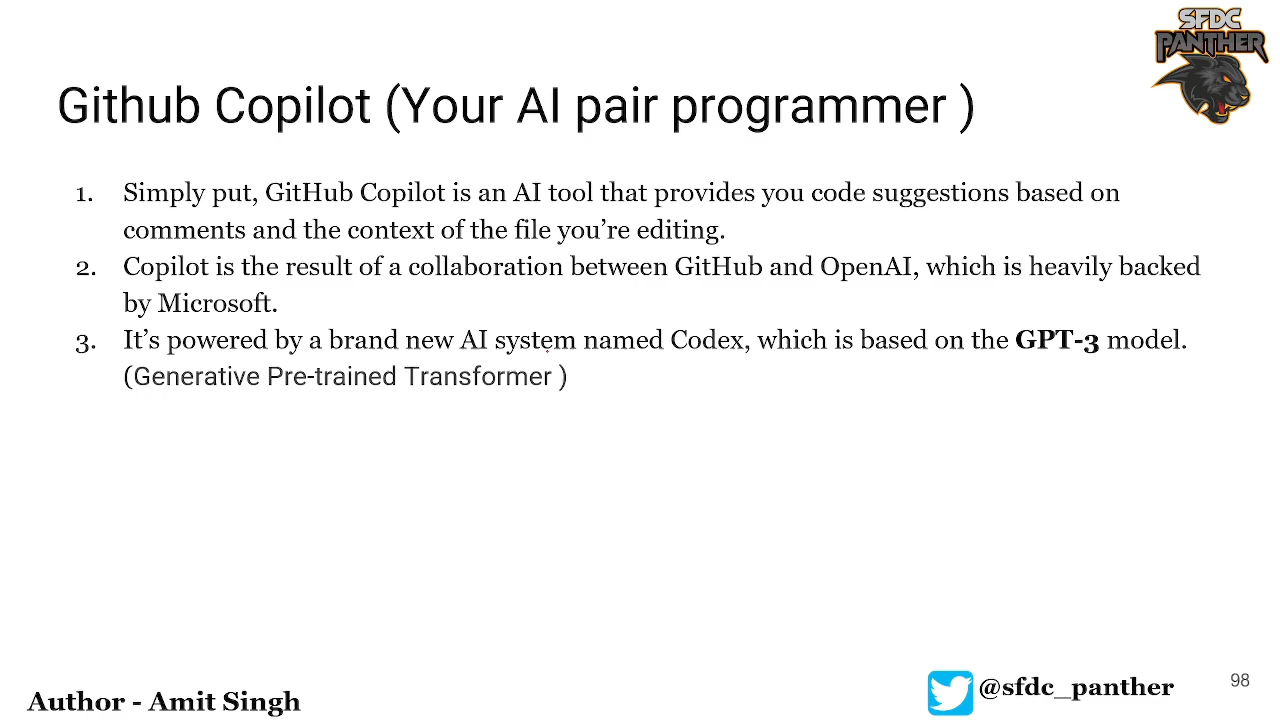 SFDC
PANTHER
Github Copilot (Your AI pair programmer )
1. Simply put, GitHub Copilot is an AI tool that provides you code suggestions based on
comments and the context of the file you’re editing.
2. Copilot is the result of a collaboration between GitHub and OpenAI, which is heavily backed
by Microsoft.
3. It’s powered by a brand new AI system named Codex, which is based on the GPT-3 model.
(Generative Pre-trained Transformer )
Author - Amit Singh
@sfdc_panther
98